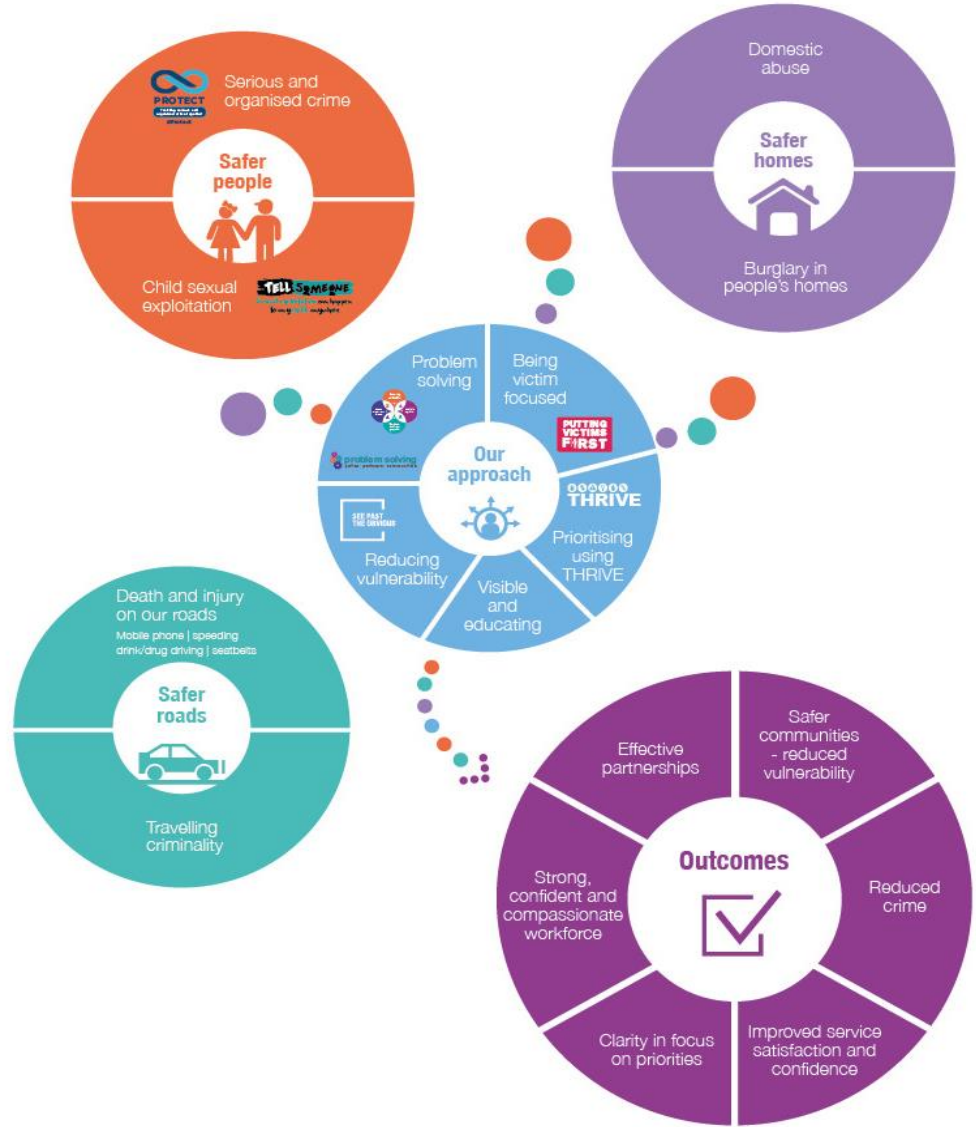 Serious and
organised crime
PROTECT
Safer
people
Child sexual
exploitation
TELL SOMEONE
Domestic
abuse
Safer
homes
Burglary in
people's homes
Problem
solving
problem solving
Being
victim
focused
PUTTING
VICTIMS
FIRST
Our
approach
THRIVE
Prioritising
using
THRIVE
SEE PAST
THE OBVIOUS
Reducing
vulnerability
Visible
and
educating
Death and injury
on our roads
Mobile phone | speeding
drink/drug driving | seatbelts
Safer
roads
Travelling
criminality
Effective
partnerships
Safer
communities
- reduced
vulnerability
Strong,
confident and
compassionate
workforce
Outcomes
Reduced
crime
Clarity in focus
on priorities
Improved service
satisfaction and
confidence